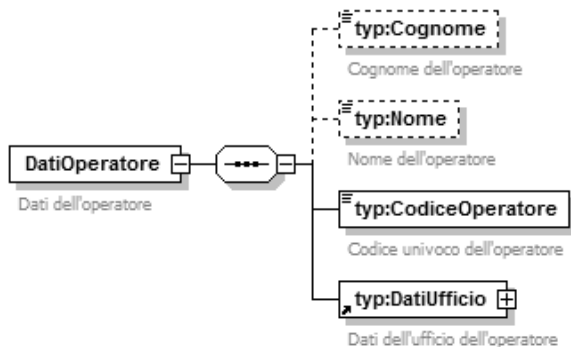 typ:Cognome
Cognome dell'operatore
typ:Nome
Nome dell'operatore
DatiOperatore
Dati dell'operatore
typ:CodiceOperatore
Codice univoco dell'operatore
typ:DatiUfficio
Dati dell'ufficio dell'operatore